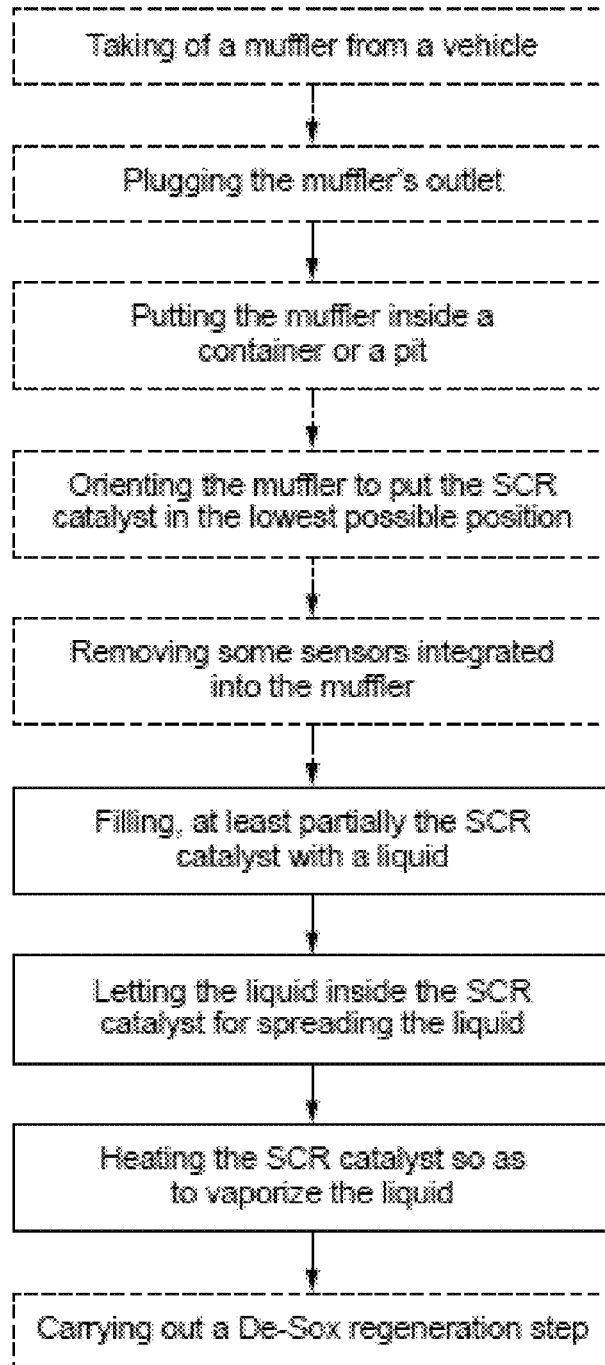 Taking of a muffler from a vehicle
Plugging the muffler's outlet
Putting the muffler inside a
container or a pit
Orienting the muffler to put the SCR
catalyst in the lowest possible position
Removing some sensors integrated
into the muffler
Filling, at least partially the SCR
catalyst with a liquid
Letting the liquid inside the SCR
catalyst for spreading the liquid
Heating the SCR catalyst so as
to vaporize the liquid
Carrying out a De-Sox regeneration step